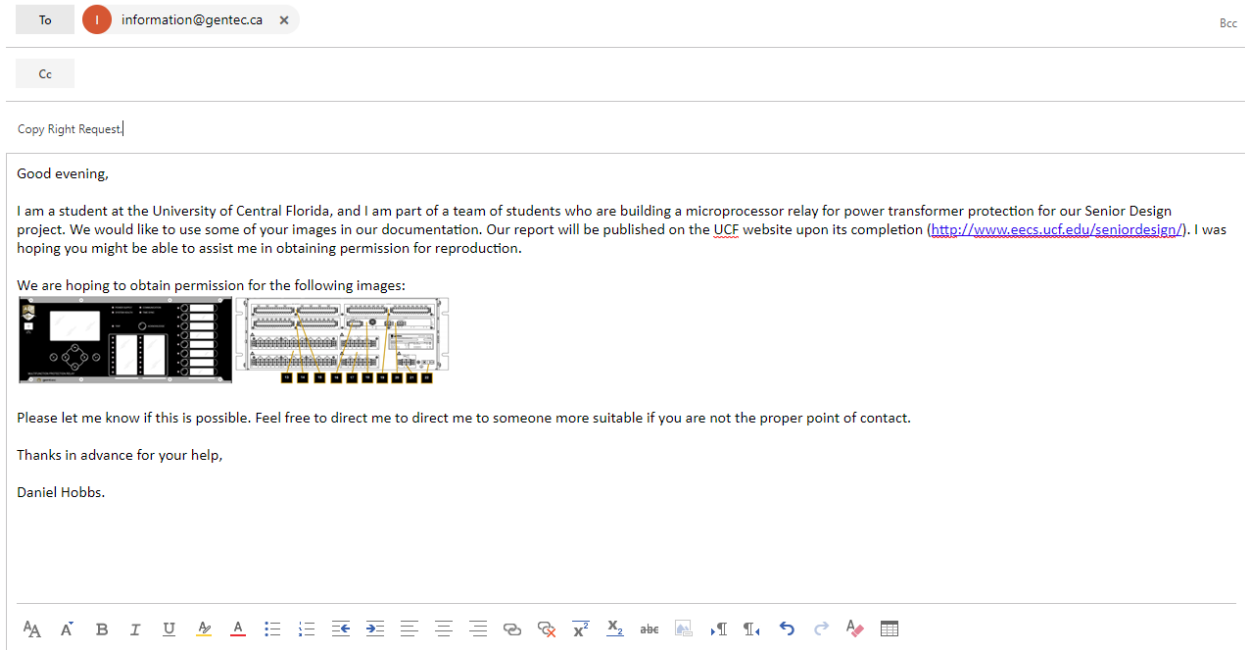 To
I
information@gentec.ca
Bcc
Cc
Copy Right Request.
Good evening,
I am a student at the University of Central Florida, and I am part of a team of students who are building a microprocessor relay for power transformer protection for our Senior Design
project. We would like to use some of your images in our documentation. Our report will be published on the UCF website upon its completion (http://www.eecs.ucf.edu/seniordesign/). I was
hoping you might be able to assist me in obtaining permission for reproduction.
We are hoping to obtain permission for the following images:
Please let me know if this is possible. Feel free to direct me to direct me to someone more suitable if you are not the proper point of contact.
Thanks in advance for your help,
Daniel Hobbs.